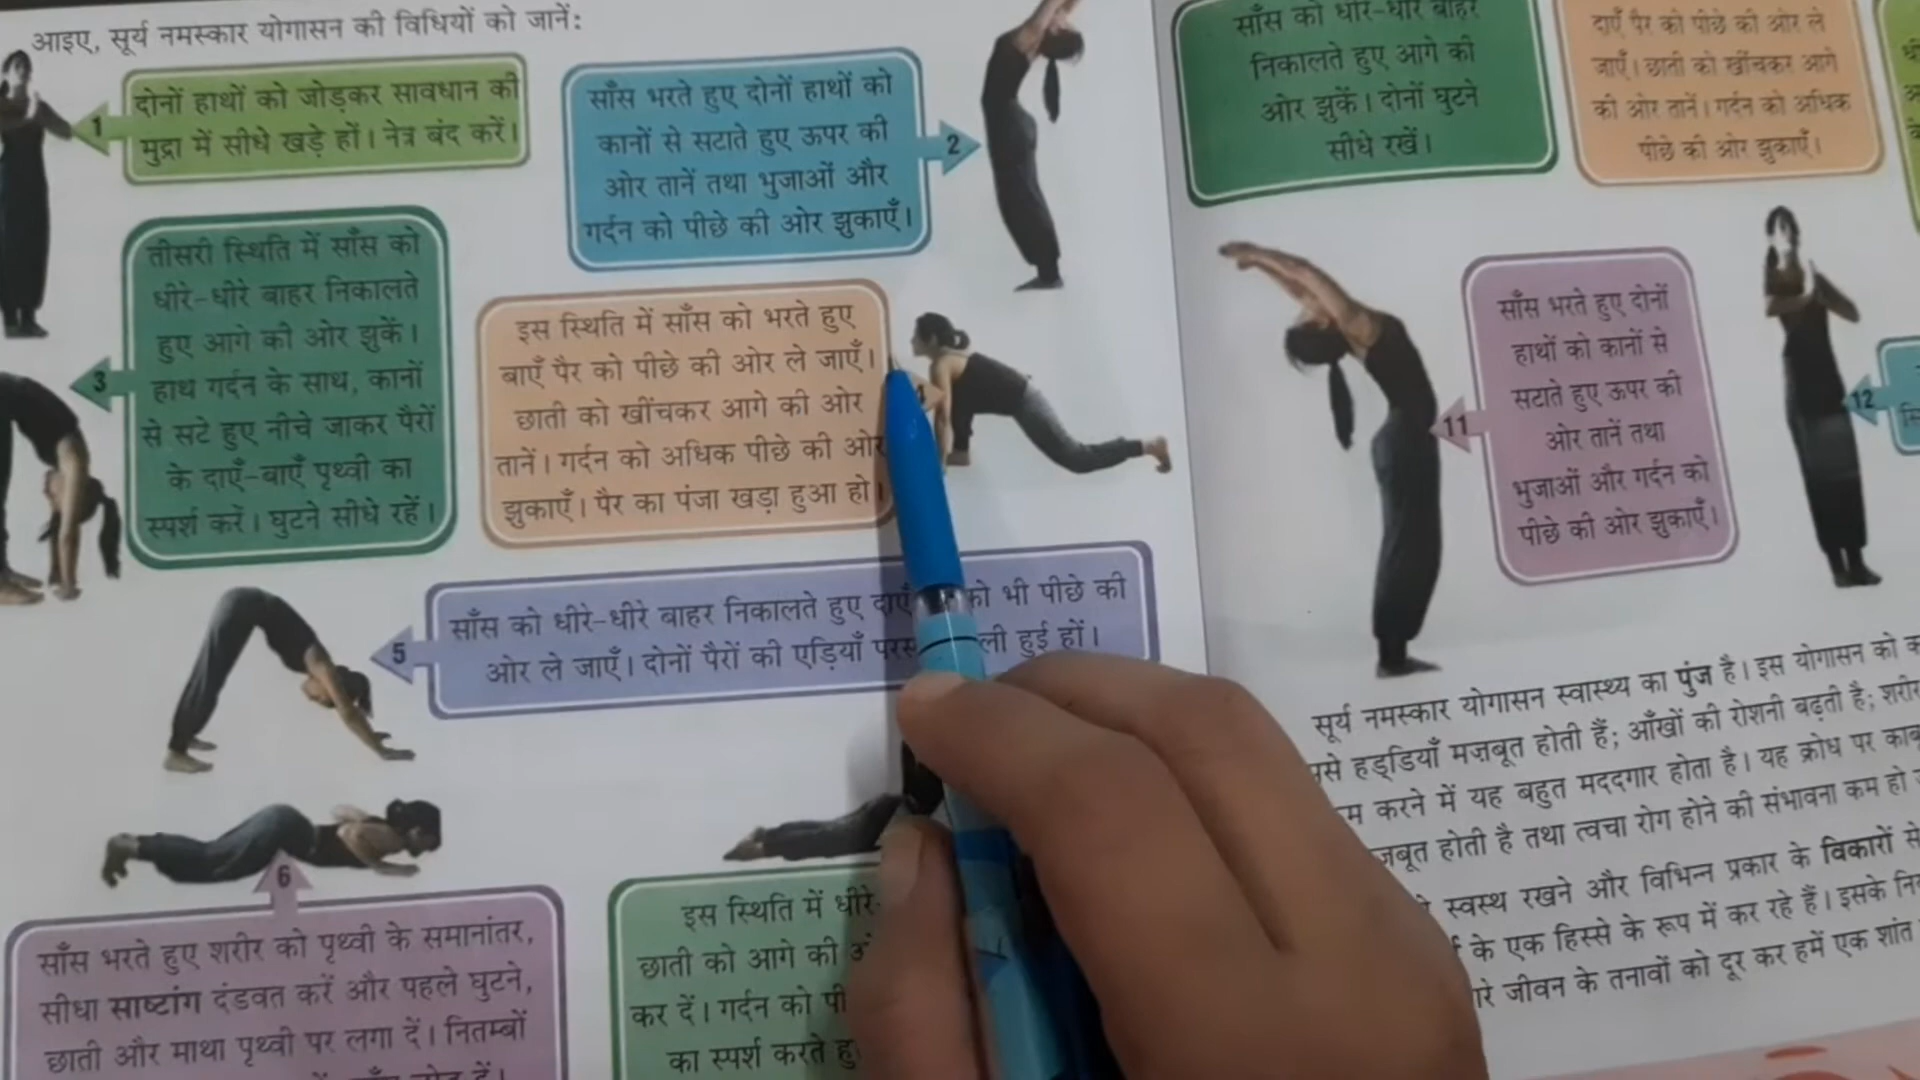 आइए, सूर्य नमस्कार योगासन की विधियों को जानें:
1
दोनों हाथों को जोड़कर सावधान की
मुद्रा में सीधे खड़े हों। नेत्र बंद करें।
साँस भरते हुए दोनों हाथों को
कानों से सटाते हुए ऊपर की
ओर तानें तथा भुजाओं और
गर्दन को पीछे की ओर झुकाएँ।
2
3
तीसरी स्थिति में साँस को
धीरे-धीरे बाहर निकालते
हुए आगे की ओर झुकें।
हाथ गर्दन के साथ, कानों
से सटे हुए नीचे जाकर पैरों
के दाएँ-बाएँ पृथ्वी का
स्पर्श करें। घुटने सीधे रहें।
इस स्थिति में साँस को भरते हुए
बाएँ पैर को पीछे की ओर ले जाएँ।
छाती को खींचकर आगे की ओर
तानें। गर्दन को अधिक पीछे की ओर
झुकाएँ। पैर का पंजा खड़ा हुआ हो।
5
साँस को धीरे-धीरे बाहर निकालते हुए दाएँ को भी पीछे की
ओर ले जाएँ। दोनों पैरों की एड़ियाँ हुई हों।
6
साँस भरते हुए शरीर को पृथ्वी के समानांतर,
सीधा साष्टांग दंडवत करें और पहले घुटने,
छाती और माथा पृथ्वी पर लगा दें। नितम्बों
इस स्थिति में धीरे-
छाती को आगे की
कर दें। गर्दन को
का स्पर्श करते
साँस को धीरे-धीरे बाहर
निकालते हुए आगे की
ओर झुकें। दोनों घुटने
सीधे रखें।
दाएँ पैर को पीछे की ओर ले
जाएँ। छाती को खींचकर आगे
की ओर तानें। गर्दन को अधिक
पीछे की ओर झुकाएँ।
11
साँस भरते हुए दोनों
हाथों को कानों से
सटाते हुए ऊपर की
ओर तानें तथा
भुजाओं और गर्दन को
पीछे की ओर झुकाएँ।
12
सूर्य नमस्कार योगासन स्वास्थ्य का पुंज है। इस योगासन को
हड्डियाँ मज़बूत होती हैं; आँखों की रोशनी बढ़ती है;
करने में यह बहुत मददगार होता है। यह क्रोध पर
होती है तथा त्वचा रोग होने की संभावना कम हो
स्वस्थ रखने और विभिन्न प्रकार के विकारों से
के एक हिस्से के रूप में कर रहे हैं। इसके
जीवन के तनावों को दूर कर हमें एक शांत